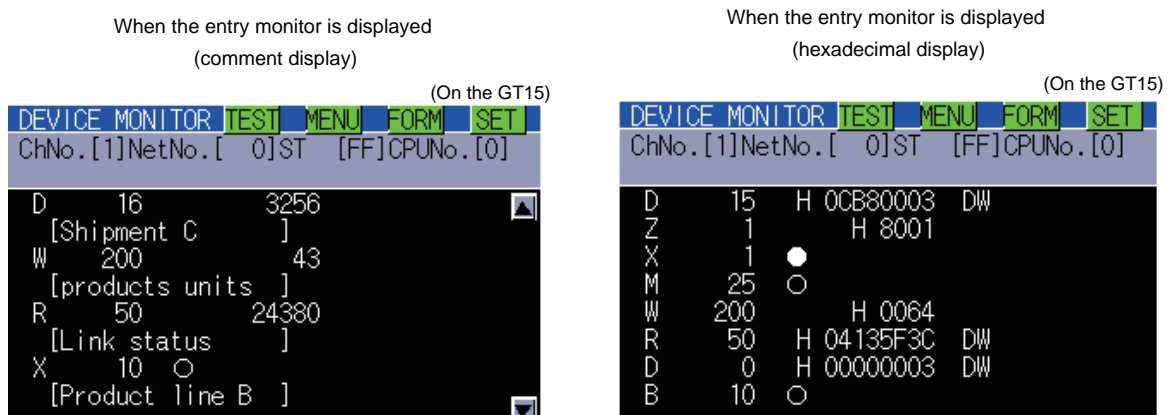 When the entry monitor is displayed
(comment display)
(On the GT15)
DEVICE MONITOR TEST MENU FORM SET
ChNo.[1]NetNo.[ 0]ST [FF]CPUNo.[0]
D 16 3256
[Shipment C ]
W 200 43
[products units ]
R 50 24380
[Link status ]
X 10 ○
[Product line B ]
When the entry monitor is displayed
(hexadecimal display)
(On the GT15)
DEVICE MONITOR TEST MENU FORM SET
ChNo.[1]NetNo.[ 0]ST [FF]CPUNo.[0]
D 15 H 0CB80003 DW
Z 1 H 8001
X 1 ●
M 25 ○
W 200 H 0064
R 50 H 04135F3C DW
D 0 H 00000003 DW
B 10 ○